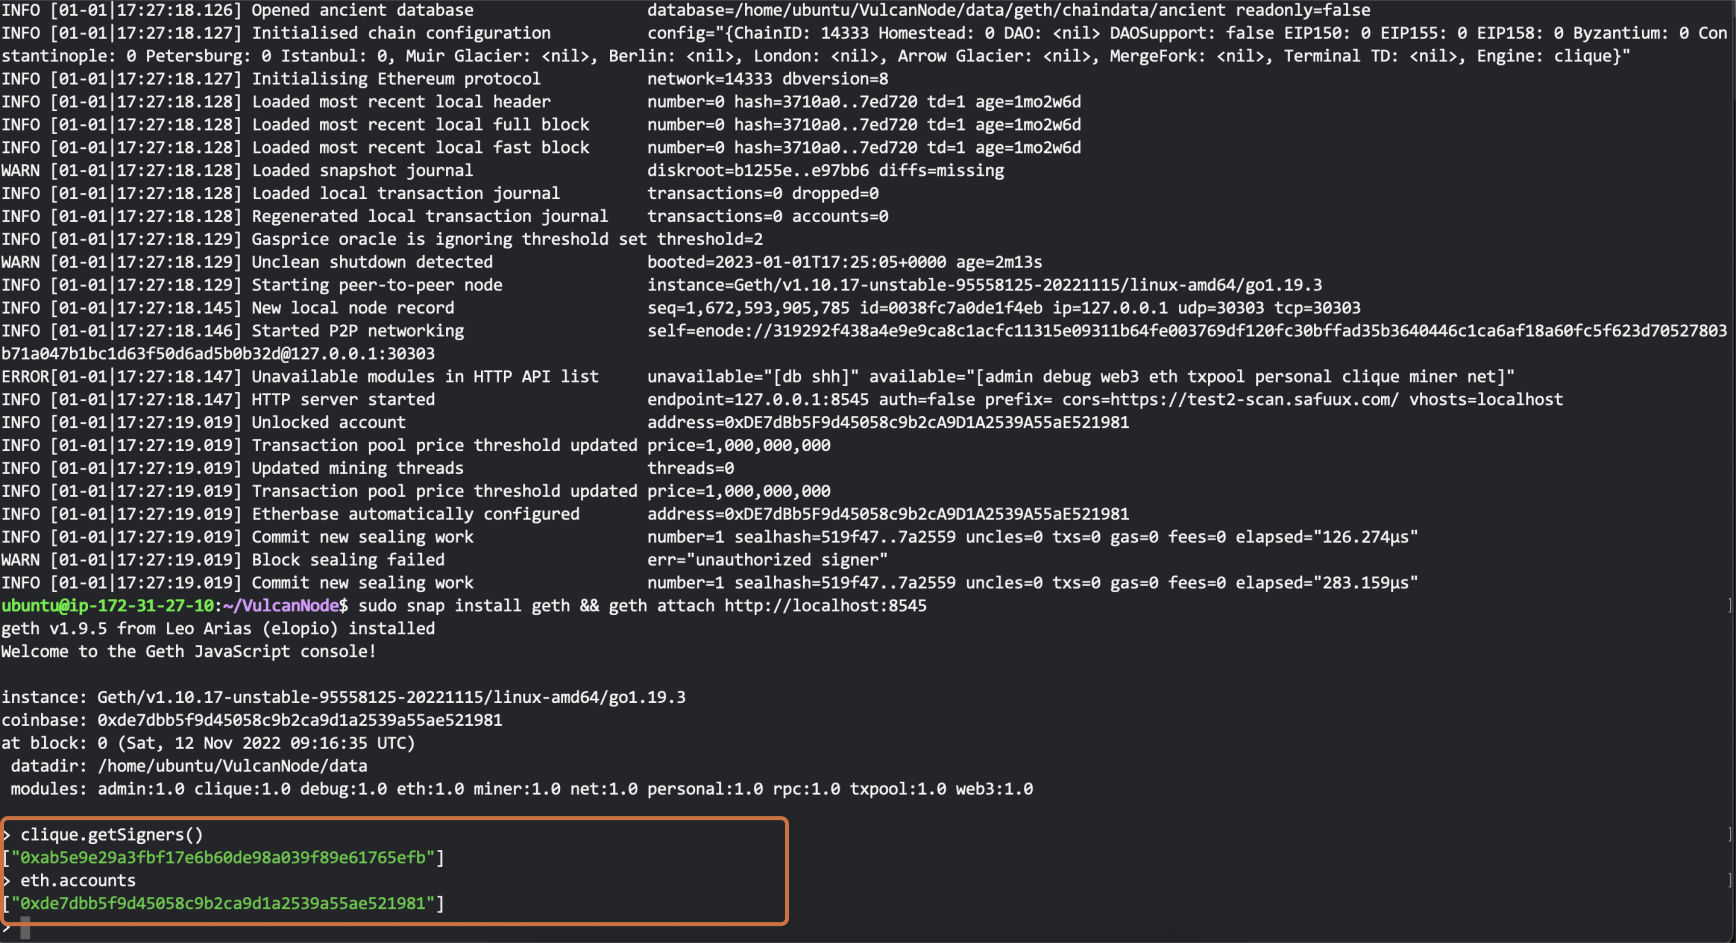 INFO [01-01|17:27:18.126] Opened ancient database                  database=/home/ubuntu/VulcanNode/data/geth/chaindata/ancient readonly=false
INFO [01-01|17:27:18.127] Initialised chain configuration          config="{ChainID: 14333 Homestead: 0 DAO: <nil> DAOSupport: false EIP150: 0 EIP155: 0 EIP158: 0 Byzantium: 0 Con
stantinople: 0 Petersburg: 0 Istanbul: 0, Muir Glacier: <nil>, Berlin: <nil>, London: <nil>, Arrow Glacier: <nil>, MergeFork: <nil>, Terminal TD: <nil>, Engine: clique}"
INFO [01-01|17:27:18.127] Initialising Ethereum protocol           network=14333 dbversion=8
INFO [01-01|17:27:18.128] Loaded most recent local header          number=0 hash=3710a0..7ed720 td=1 age=1mo2w6d
INFO [01-01|17:27:18.128] Loaded most recent local full block      number=0 hash=3710a0..7ed720 td=1 age=1mo2w6d
INFO [01-01|17:27:18.128] Loaded most recent local fast block      number=0 hash=3710a0..7ed720 td=1 age=1mo2w6d
WARN [01-01|17:27:18.128] Loaded snapshot journal                  diskroot=b1255e..e97bb6 diffs=missing
INFO [01-01|17:27:18.128] Loaded local transaction journal         transactions=0 dropped=0
INFO [01-01|17:27:18.128] Regenerated local transaction journal    transactions=0 accounts=0
INFO [01-01|17:27:18.129] Gasprice oracle is ignoring threshold set threshold=2
WARN [01-01|17:27:18.129] Unclean shutdown detected                booted=2023-01-01T17:25:05+0000 age=2m13s
INFO [01-01|17:27:18.129] Starting peer-to-peer node               instance=Geth/v1.10.17-unstable-95558125-20221115/linux-amd64/go1.19.3
INFO [01-01|17:27:18.145] New local node record                    seq=1,672,593,905,785 id=0038fc7a0de1f4eb ip=127.0.0.1 udp=30303 tcp=30303
INFO [01-01|17:27:18.146] Started P2P networking                   self=enode://319292f438a4e9e9ca8c1acfc11315e09311b64fe003769df120fc30bffad35b3640446c1ca6af18a60fc5f623d70527803
b71a047b1bc1d63f50d6ad5b0b32d@127.0.0.1:30303
ERROR[01-01|17:27:18.147] Unavailable modules in HTTP API list     unavailable="[db shh]" available="[admin debug web3 eth txpool personal clique miner net]"
INFO [01-01|17:27:18.147] HTTP server started                      endpoint=127.0.0.1:8545 auth=false prefix= cors=https://test2-scan.safuux.com/ vhosts=localhost
INFO [01-01|17:27:19.019] Unlocked account                         address=0xDE7dBb5F9d45058c9b2cA9D1A2539A55aE521981
INFO [01-01|17:27:19.019] Transaction pool price threshold updated price=1,000,000,000
INFO [01-01|17:27:19.019] Updated mining threads                   threads=0
INFO [01-01|17:27:19.019] Transaction pool price threshold updated price=1,000,000,000
INFO [01-01|17:27:19.019] Etherbase automatically configured       address=0xDE7dBb5F9d45058c9b2cA9D1A2539A55aE521981
INFO [01-01|17:27:19.019] Commit new sealing work                  number=1 sealhash=519f47..7a2559 uncles=0 txs=0 gas=0 fees=0 elapsed="126.274µs"
WARN [01-01|17:27:19.019] Block sealing failed                     err="unauthorized signer"
INFO [01-01|17:27:19.019] Commit new sealing work                  number=1 sealhash=519f47..7a2559 uncles=0 txs=0 gas=0 fees=0 elapsed="283.159µs"
ubuntu@ip-172-31-27-10:~/VulcanNode$ sudo snap install geth && geth attach http://localhost:8545
geth v1.9.5 from Leo Arias (elopio) installed
Welcome to the Geth JavaScript console!

instance: Geth/v1.10.17-unstable-95558125-20221115/linux-amd64/go1.19.3
coinbase: 0xde7dbb5f9d45058c9b2ca9d1a2539a55ae521981
at block: 0 (Sat, 12 Nov 2022 09:16:35 UTC)
 datadir: /home/ubuntu/VulcanNode/data
 modules: admin:1.0 clique:1.0 debug:1.0 eth:1.0 miner:1.0 net:1.0 personal:1.0 rpc:1.0 txpool:1.0 web3:1.0

> clique.getSigners()
["0xab5e9e29a3fbf17e6b60de98a039f89e61765efb"]
> eth.accounts
["0xde7dbb5f9d45058c9b2ca9d1a2539a55ae521981"]
>